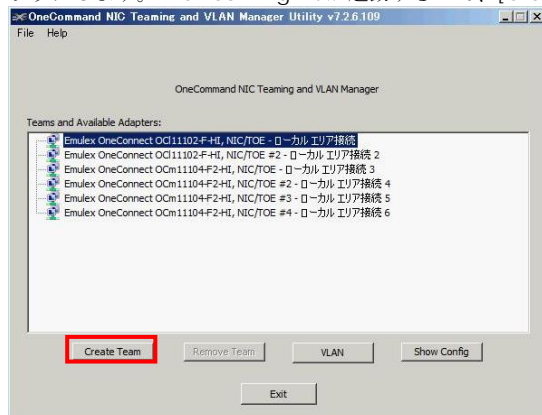 OneCommand NIC Teaming and VLAN Manager Utility v7.2.6.109
File Help
OneCommand NIC Teaming and VLAN Manager
Teams and Available Adapters:
Emulex OneConnect OCl11102-F-HI, NIC/TOE - ローカル エリア接続
Emulex OneConnect OCl11102-F-HI, NIC/TOE #2 - ローカル エリア接続 2
Emulex OneConnect OCm11104-F2-HI, NIC/TOE - ローカル エリア接続 3
Emulex OneConnect OCm11104-F2-HI, NIC/TOE #2 - ローカル エリア接続 4
Emulex OneConnect OCm11104-F2-HI, NIC/TOE #3 - ローカル エリア接続 5
Emulex OneConnect OCm11104-F2-HI, NIC/TOE #4 - ローカル エリア接続 6
Create Team Remove Team VLAN Show Config
Exit